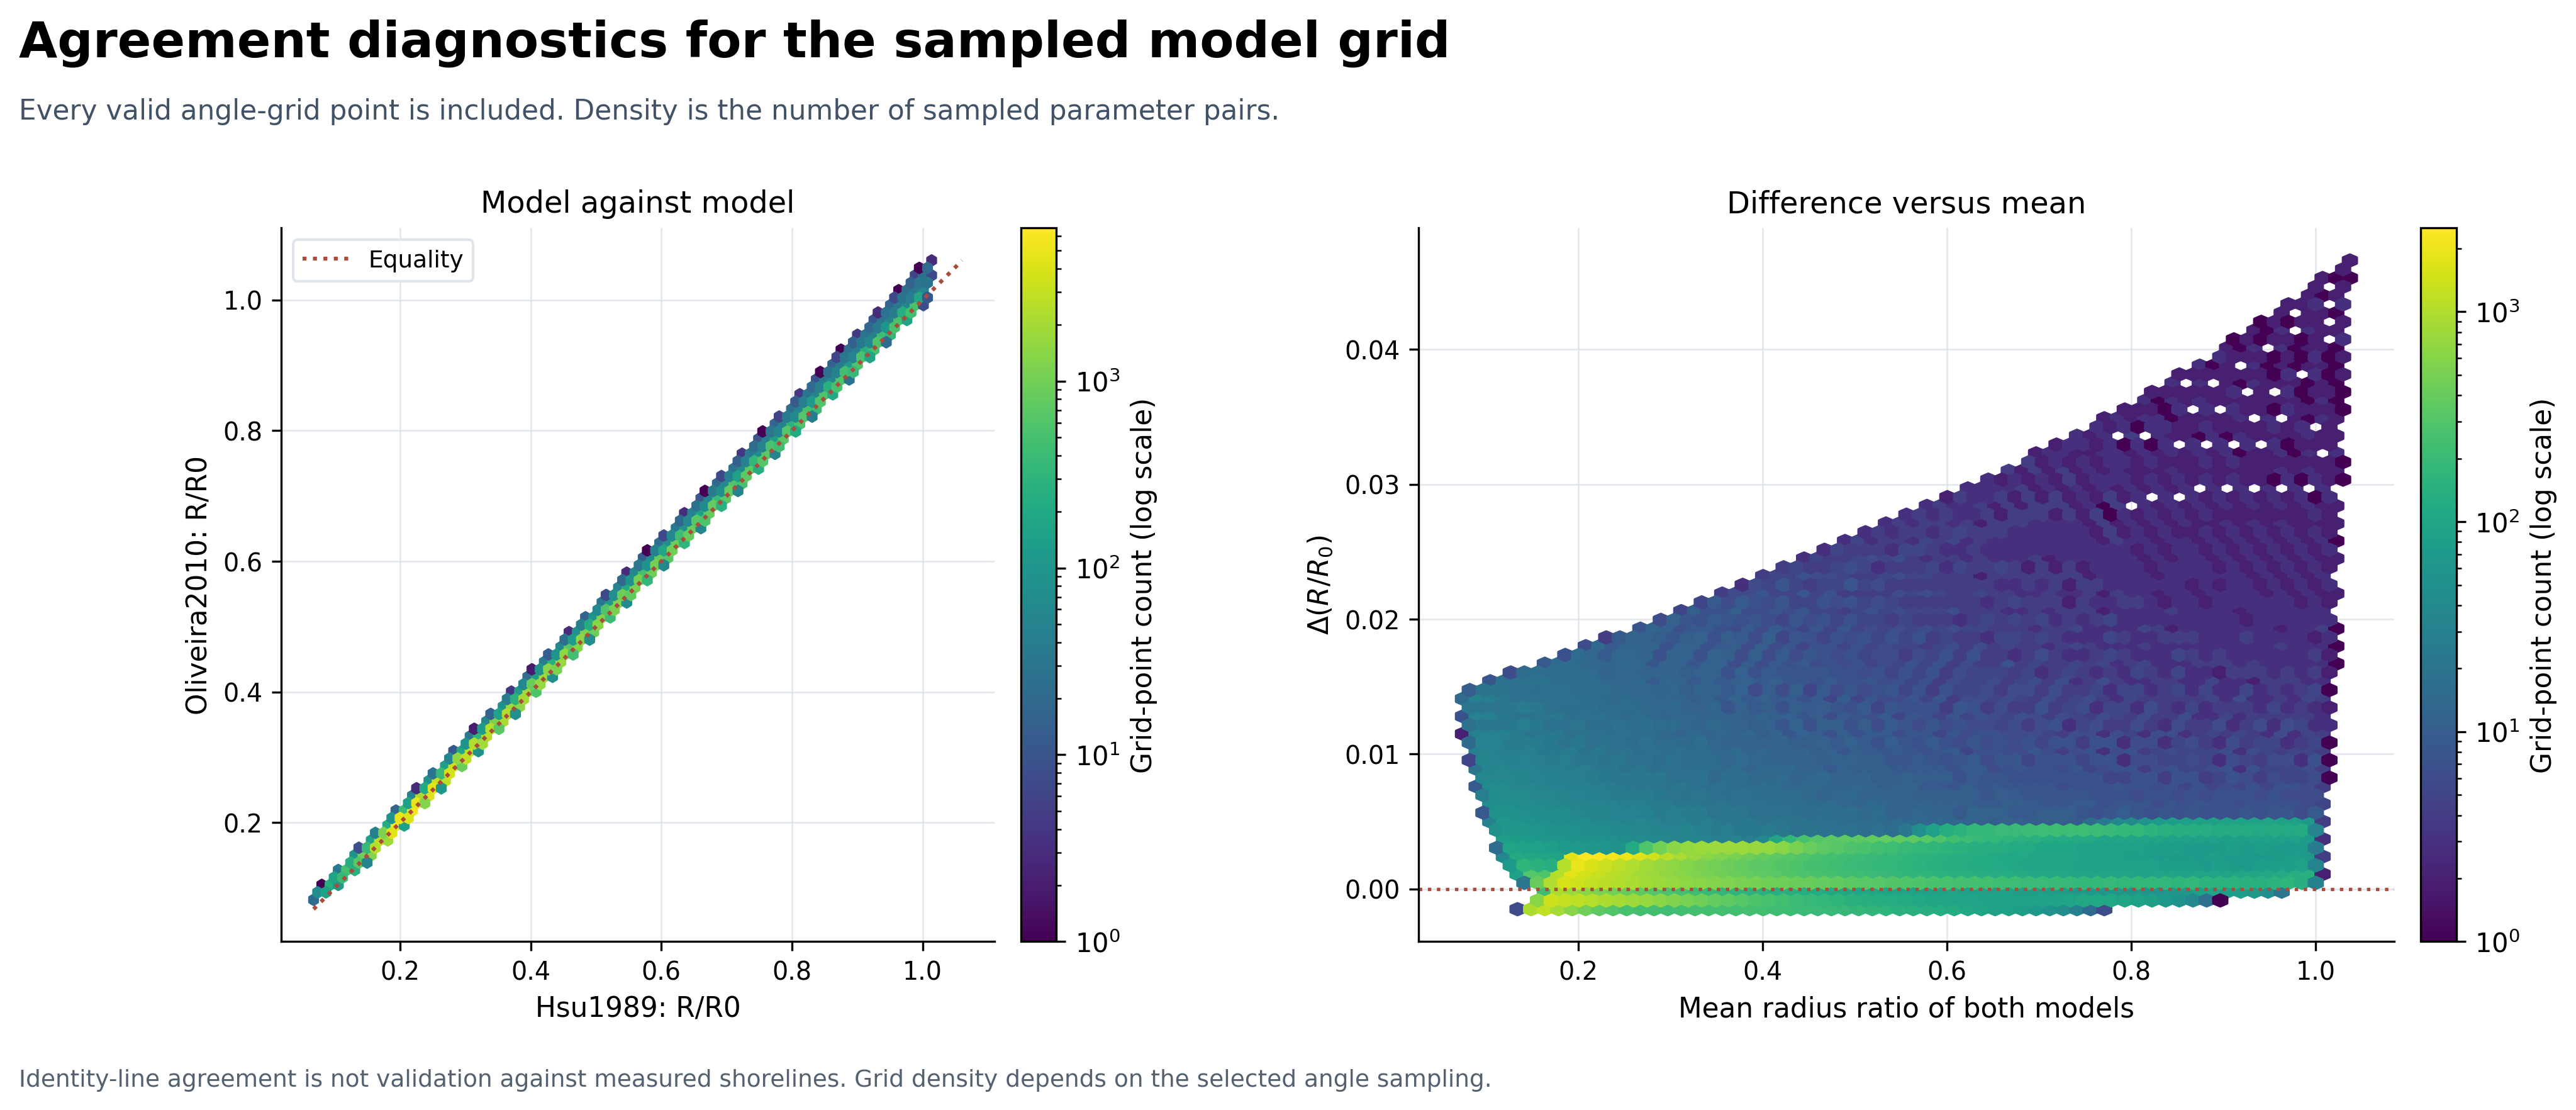 Agreement diagnostics for the sampled model grid
Every valid angle-grid point is included. Density is the number of sampled parameter pairs.
Model against model
Equality
1.0
0.8
0.6
0.4
0.2
Oliveira2010: R/R0
0.2 0.4 0.6 0.8 1.0
Hsu1989: R/R0
10³
10²
10¹
10⁰
Grid-point count (log scale)
Difference versus mean
0.04
0.03
0.02
0.01
0.00
Δ(R/R₀)
0.2 0.4 0.6 0.8 1.0
Mean radius ratio of both models
10³
10²
10¹
10⁰
Grid-point count (log scale)
Identity-line agreement is not validation against measured shorelines. Grid density depends on the selected angle sampling.